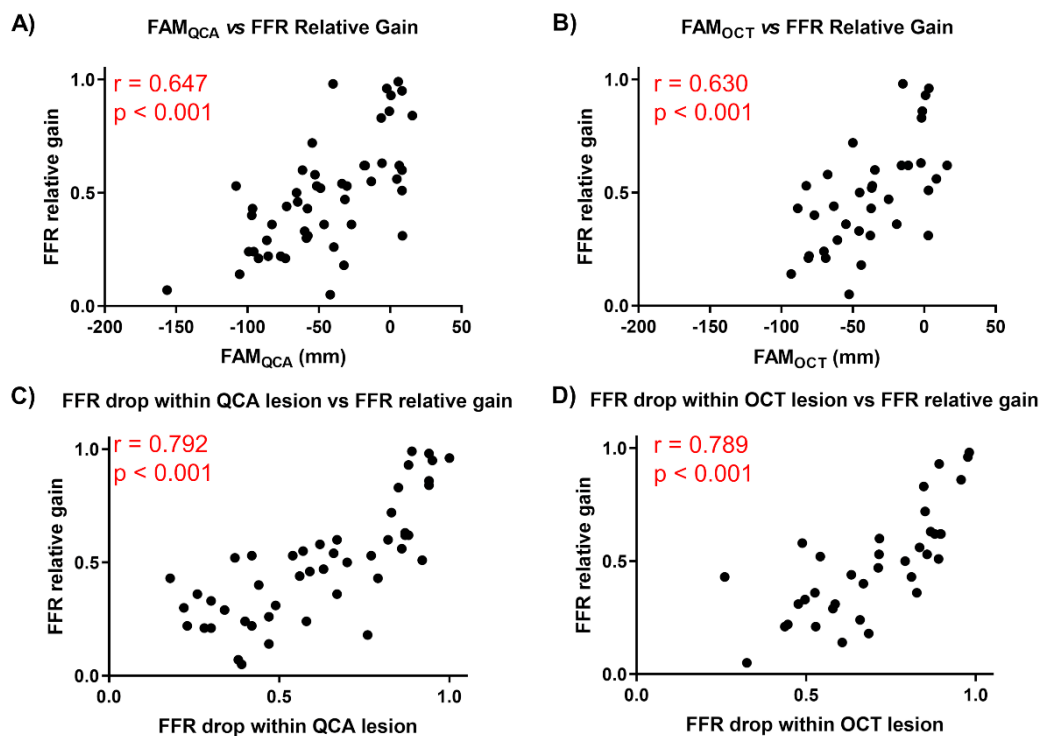 A)
FAMQCA vs FFR Relative Gain
r = 0.647
p < 0.001
1.0
0.5
0.0
FFR relative gain
-200 -150 -100 -50 0 50
FAMQCA (mm)
B)
FAMOCT vs FFR Relative Gain
r = 0.630
p < 0.001
1.0
0.5
0.0
FFR relative gain
-200 -150 -100 -50 0 50
FAMOCT (mm)
C)
FFR drop within QCA lesion vs FFR relative gain
r = 0.792
p < 0.001
1.0
0.5
0.0
FFR relative gain
0.0 0.5 1.0
FFR drop within QCA lesion
D)
FFR drop within OCT lesion vs FFR relative gain
r = 0.789
p < 0.001
1.0
0.5
0.0
FFR relative gain
0.0 0.5 1.0
FFR drop within OCT lesion